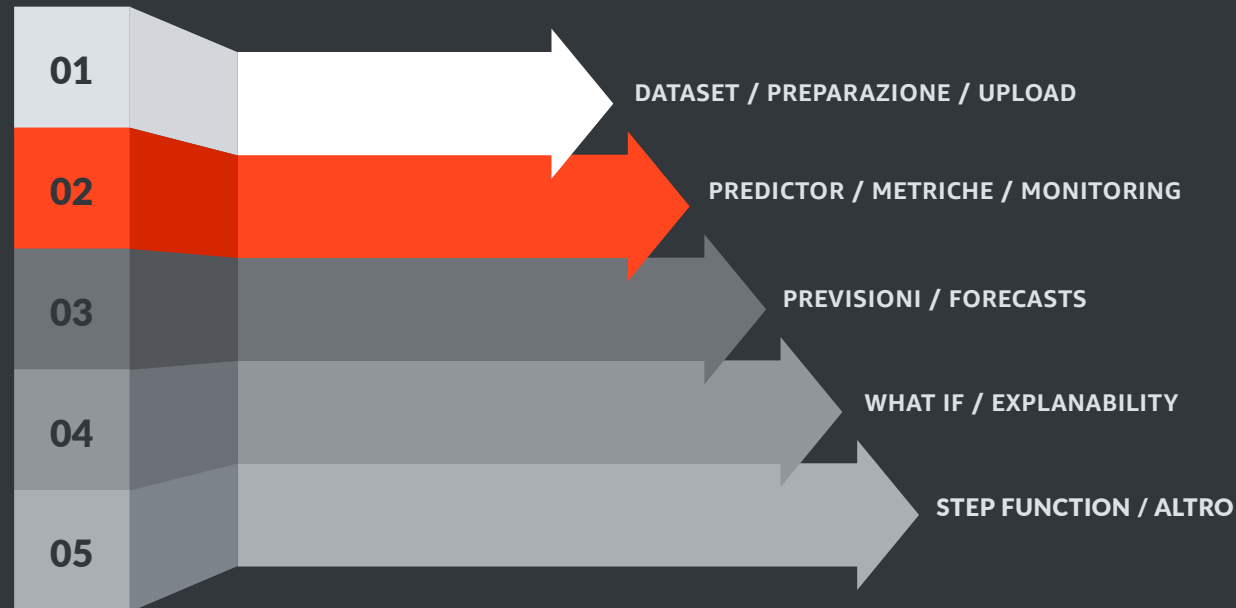 01
DATASET / PREPARAZIONE / UPLOAD
02
PREDICTOR / METRICHE / MONITORING
03
PREVISIONI / FORECASTS
04
WHAT IF / EXPLANABILITY
05
STEP FUNCTION / ALTRO